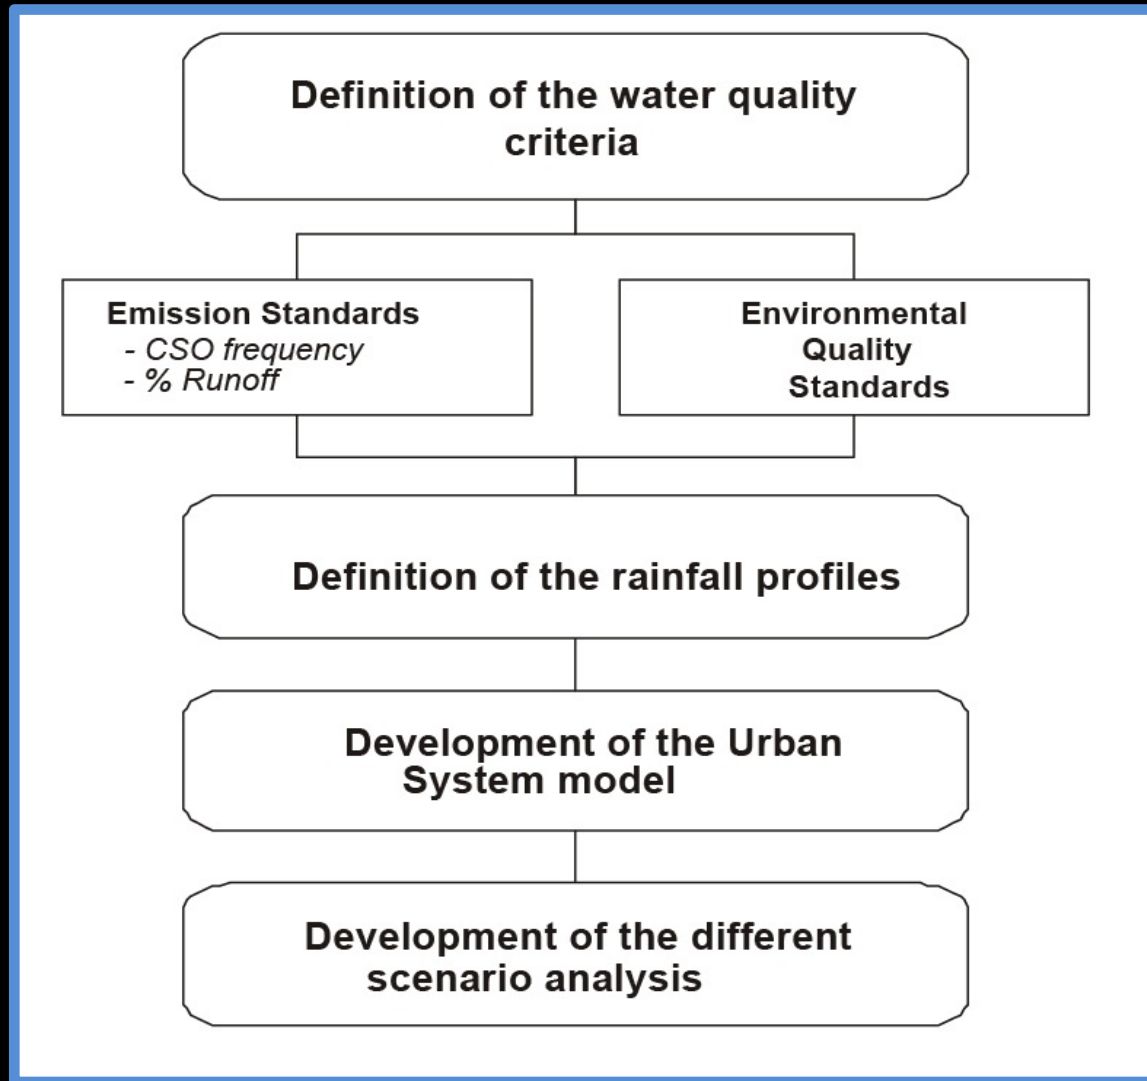 Definition of the water quality
criteria
Emission Standards
- CSO frequency
- % Runoff
Environmental
Quality
Standards
Definition of the rainfall profiles
Development of the Urban
System model
Development of the different
scenario analysis